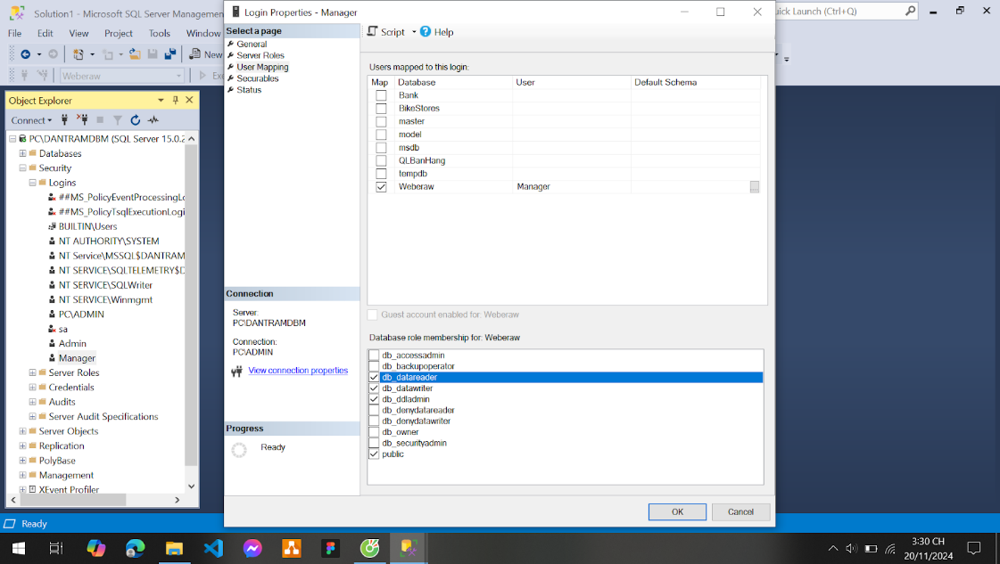 Solution1 - Microsoft SQL Server Management
Quick Launch (Ctrl+Q)
File Edit View Project Tools Window
New
Weberaw
Exe
Object Explorer
Connect
PC\DANTRAMDBM (SQL Server 15.0.2
Databases
Security
Logins
##MS_PolicyEventProcessingLo
##MS_PolicyTsqlExecutionLogi
BUILTIN\Users
NT AUTHORITY\SYSTEM
NT Service\MSSQL$DANTRAM
NT SERVICE\SQLTELEMETRY$D
NT SERVICE\SQLWriter
NT SERVICE\Winmgmt
PC\ADMIN
sa
Admin
Manager
Server Roles
Credentials
Audits
Server Audit Specifications
Server Objects
Replication
PolyBase
Management
XEvent Profiler
Ready
Login Properties - Manager
Select a page
General
Server Roles
User Mapping
Securables
Status
Connection
Server:
PC\DANTRAMDBM
Connection:
PC\ADMIN
View connection properties
Progress
Ready
Script Help
Users mapped to this login:
Map Database User Default Schema
Bank
BikeStores
master
model
msdb
QLBanHang
tempdb
Weberaw Manager
...
Guest account enabled for: Weberaw
Database role membership for: Weberaw
db_accessadmin
db_backupoperator
db_datareader
db_datawriter
db_ddladmin
db_denydatareader
db_denydatawriter
db_owner
db_securityadmin
public
OK Cancel
3:30 CH
20/11/2024